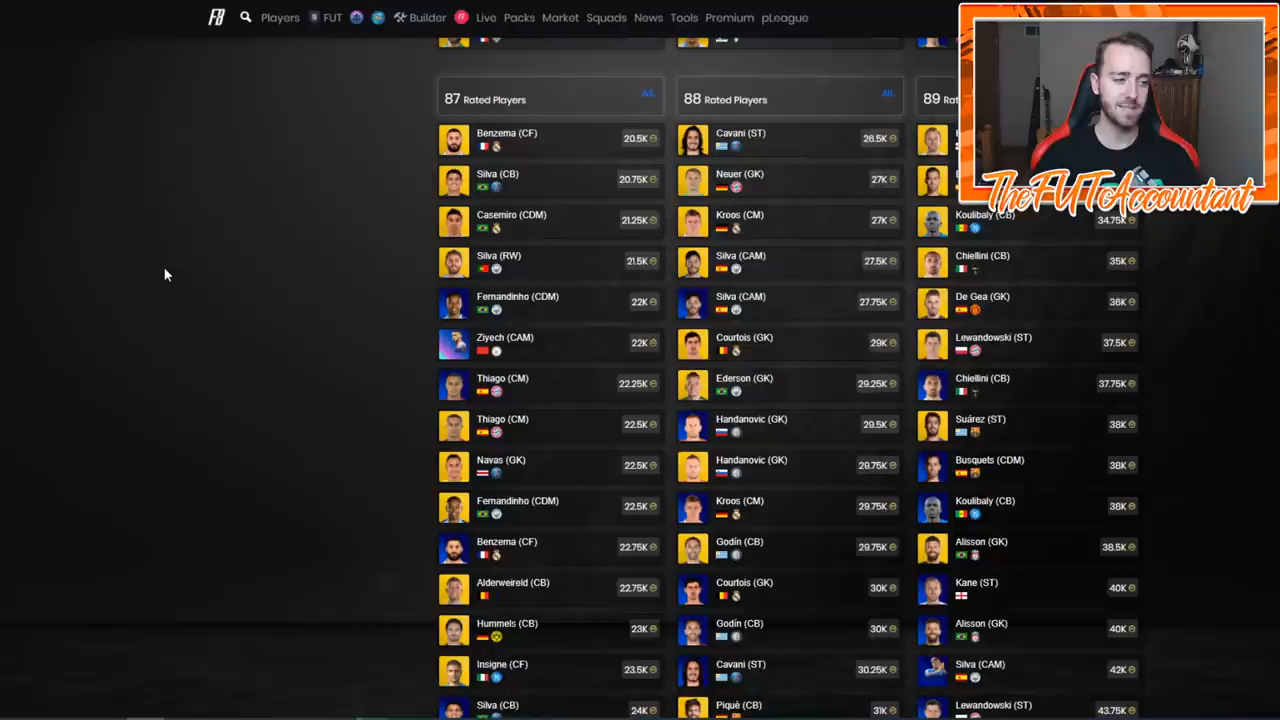 FB Players FUT Builder Live Packs Market Squads News Tools Premium pLeague
TheFUTAccountant
87 Rated Players All..
Benzema (CF) 20.5K
Silva (CB) 20.75K
Casemiro (CDM) 21.25K
Silva (RW) 21.5K
Fernandinho (CDM) 22K
Ziyech (CAM) 22K
Thiago (CM) 22.25K
Thiago (CM) 22.5K
Navas (GK) 22.5K
Fernandinho (CDM) 22.5K
Benzema (CF) 22.75K
Alderweireld (CB) 22.75K
Hummels (CB) 23K
Insigne (CF) 23.5K
Silva (CB) 24K
88 Rated Players All..
Cavani (ST) 26.5K
Neuer (GK) 27K
Kroos (CM) 27K
Silva (CAM) 27.5K
Silva (CAM) 27.75K
Courtois (GK) 29K
Ederson (GK) 29.25K
Handanovic (GK) 29.5K
Handanovic (GK) 29.75K
Kroos (CM) 29.75K
Godín (CB) 29.75K
Courtois (GK) 30K
Godín (CB) 30K
Cavani (ST) 30.25K
Piqué (CB) 31K
89
Koulibaly (CB) 34.75K
Chiellini (CB) 35K
De Gea (GK) 36K
Lewandowski (ST) 37.5K
Chiellini (CB) 37.75K
Suárez (ST) 38K
Busquets (CDM) 38K
Koulibaly (CB) 38K
Alisson (GK) 38.5K
Kane (ST) 40K
Alisson (GK) 40K
Silva (CAM) 42K
Lewandowski (ST) 43.75K